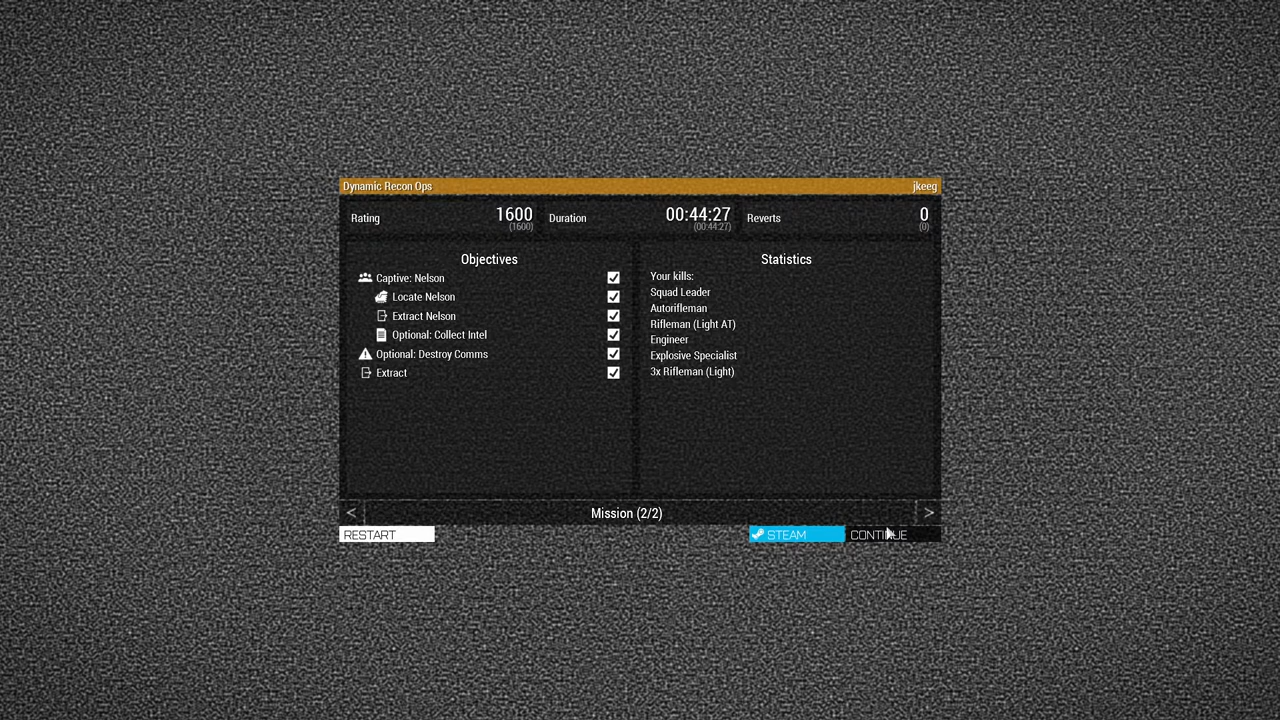 Dynamic Recon Ops jkeeg
Rating 1600 Duration 00:44:27 Reverts 0
(1600) (00:44:27) (0)
Objectives
Captive: Nelson
Locate Nelson
Extract Nelson
Optional: Collect Intel
Optional: Destroy Comms
Extract
Statistics
Your kills:
Squad Leader
Autorifleman
Rifleman (Light AT)
Engineer
Explosive Specialist
3x Rifleman (Light)
< Mission (2/2) >
RESTART STEAM CONTINUE